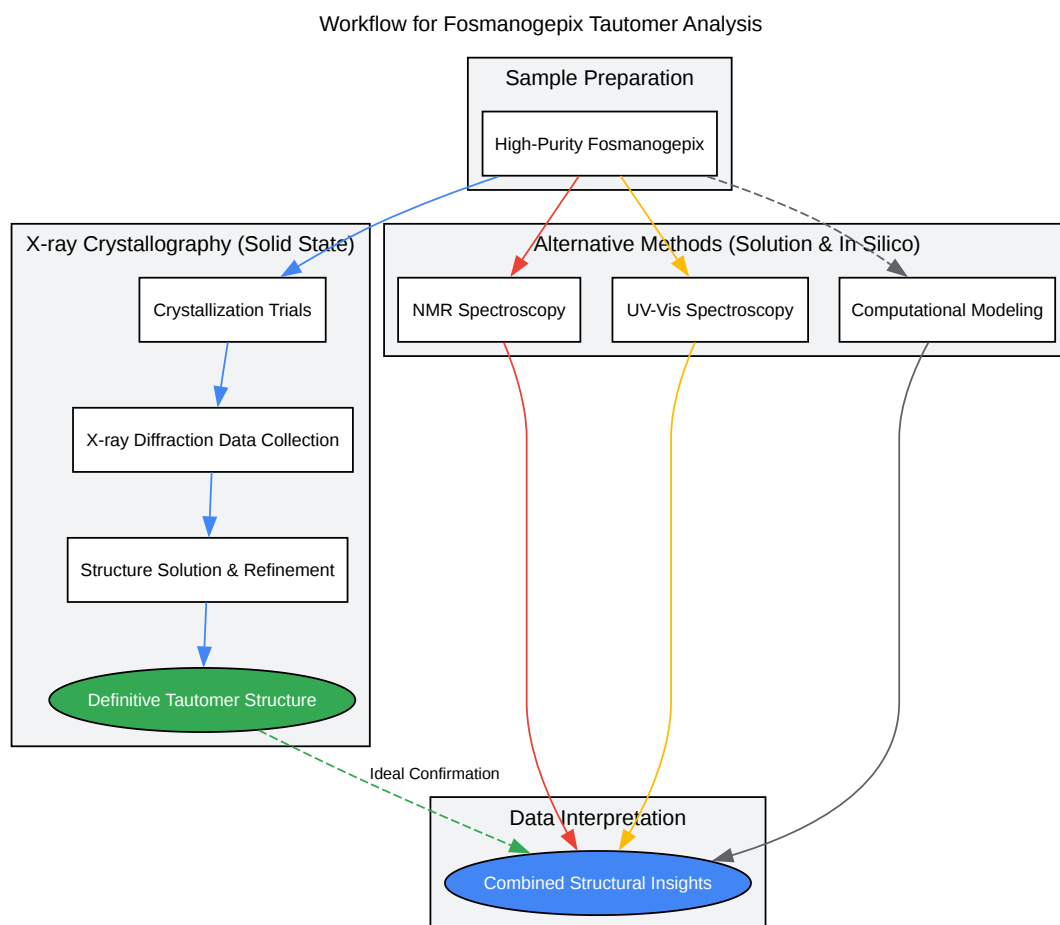 Workflow for Fosmanogepix Tautomer Analysis
Sample Preparation
High-Purity Fosmanogepix
X-ray Crystallography (Solid State)
Alternative Methods (Solution & In Silico)
Crystallization Trials
NMR Spectroscopy
UV-Vis Spectroscopy
Computational Modeling
X-ray Diffraction Data Collection
Structure Solution & Refinement
Definitive Tautomer Structure
Ideal Confirmation
Data Interpretation
Combined Structural Insights